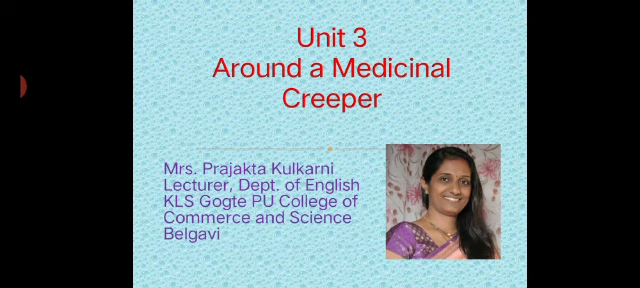 Unit 3
Around a Medicinal
Creeper
Mrs. Prajakta Kulkarni
Lecturer, Dept. of English
KLS Gogte PU College of
Commerce and Science
Belgavi